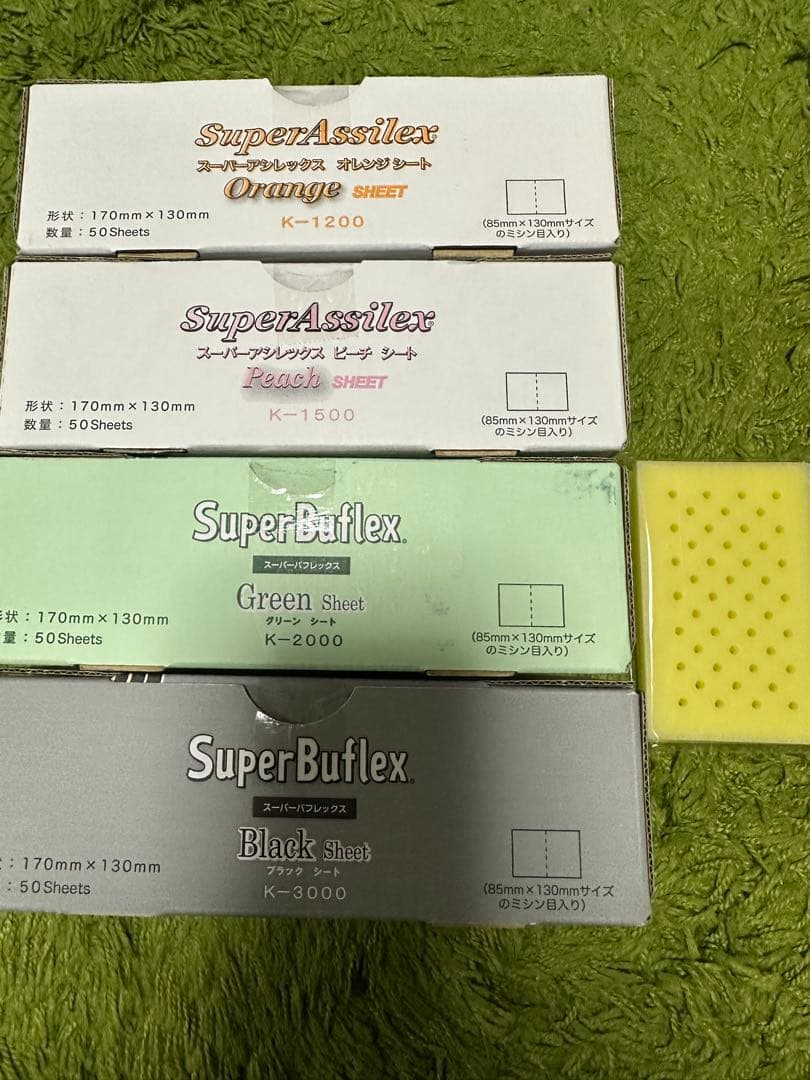 SuperAssilex
スーパーアシレックス オレンジ シート
Orange SHEET
K-1200
形状：170mm×130mm
数量：50Sheets
(85mm×130mmサイズ
のミシン目入り)
SuperAssilex®
スーパーアシレックス ピーチ シート
Peach SHEET
K-1500
形状：170mm×130mm
数量：50Sheets
(85mm×130mmサイズ
のミシン目入り)
SuperBuflex®
スーパーバフレックス
Green Sheet
グリーン シート
K-2000
状：170mm×130mm
量：50Sheets
(85mm×130mmサイズ
のミシン目入り)
SuperBuflex®
スーパーバフレックス
Black Sheet
ブラック シート
K-3000
：170mm×130mm
：50Sheets
(85mm×130mmサイズ
のミシン目入り)